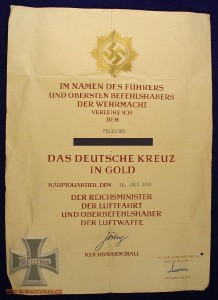 IM NAMEN DES FÜHRERS
UND OBERSTEN BEFEHLSHABERS
DER WEHRMACHT
VERLEIHE ICH
DEM
DAS DEUTSCHE KREUZ
IN GOLD
HAUPTQUARTIER, DEN
DER REICHSMINISTER
DER LUFTFAHRT
UND OBERBEFEHLSHABER
DER LUFTWAFFE
REICHSMARSCHALL